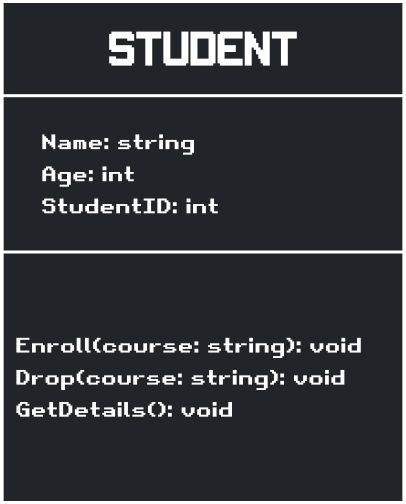 STUDENT
Name: string
Age: int
StudentID: int
Enroll(course: string): void
Drop(course: string): void
GetDetails(): void